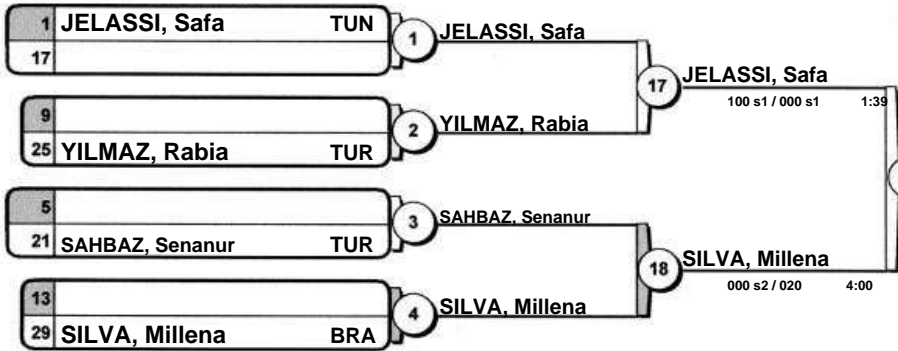 1 JELASSI, Safa TUN
17
1 JELASSI, Safa
9
25 YILMAZ, Rabia TUR
2 YILMAZ, Rabia
17 JELASSI, Safa
100 s1 / 000 s1 1:39
5
21 SAHBAZ, Senanur TUR
3 SAHBAZ, Senanur
13
29 SILVA, Millena BRA
4 SILVA, Millena
18 SILVA, Millena
000 s2 / 020 4:00